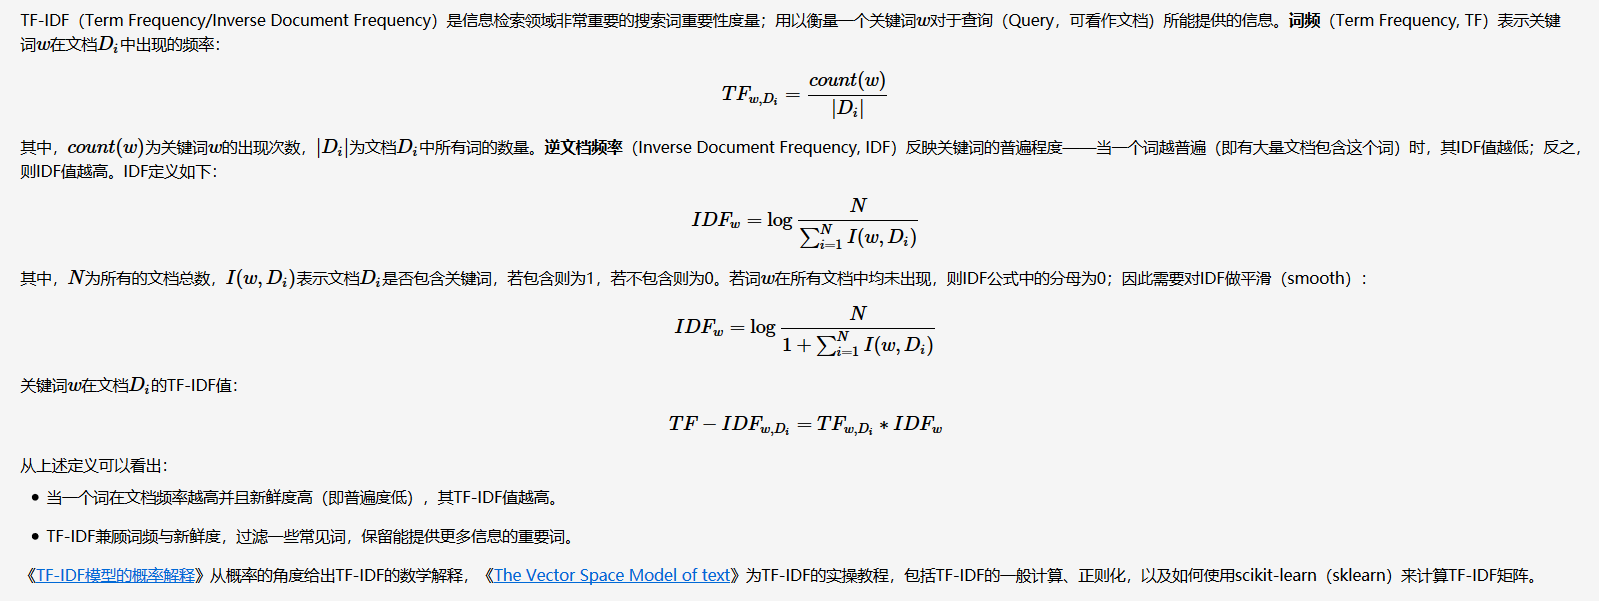 TF-IDF（Term Frequency/Inverse Document Frequency）是信息检索领域非常重要的搜索词重要性度量；用以衡量一个关键词w对于查询（Query，可看作文档）所能提供的信息。词频（Term Frequency, TF）表示关键
词w在文档D_i中出现的频率：
TF_{w,D_i} = \frac{count(w)}{|D_i|}
其中，count(w)为关键词w的出现次数，|D_i|为文档D_i中所有词的数量。逆文档频率（Inverse Document Frequency, IDF）反映关键词的普遍程度——当一个词越普遍（即有大量文档包含这个词）时，其IDF值越低；反之，
则IDF值越高。IDF定义如下：
IDF_w = \log \frac{N}{\sum_{i=1}^{N} I(w, D_i)}
其中，N为所有的文档总数，I(w, D_i)表示文档D_i是否包含关键词，若包含则为1，若不包含则为0。若词w在所有文档中均未出现，则IDF公式中的分母为0；因此需要对IDF做平滑（smooth）：
IDF_w = \log \frac{N}{1 + \sum_{i=1}^{N} I(w, D_i)}
关键词w在文档D_i的TF-IDF值：
TF - IDF_{w,D_i} = TF_{w,D_i} * IDF_w
从上述定义可以看出：
• 当一个词在文档频率越高并且新鲜度高（即普遍度低），其TF-IDF值越高。
• TF-IDF兼顾词频与新鲜度，过滤一些常见词，保留能提供更多信息的重要词。
《TF-IDF模型的概率解释》从概率的角度给出TF-IDF的数学解释，《The Vector Space Model of text》为TF-IDF的实操教程，包括TF-IDF的一般计算、正则化，以及如何使用scikit-learn（sklearn）来计算TF-IDF矩阵。